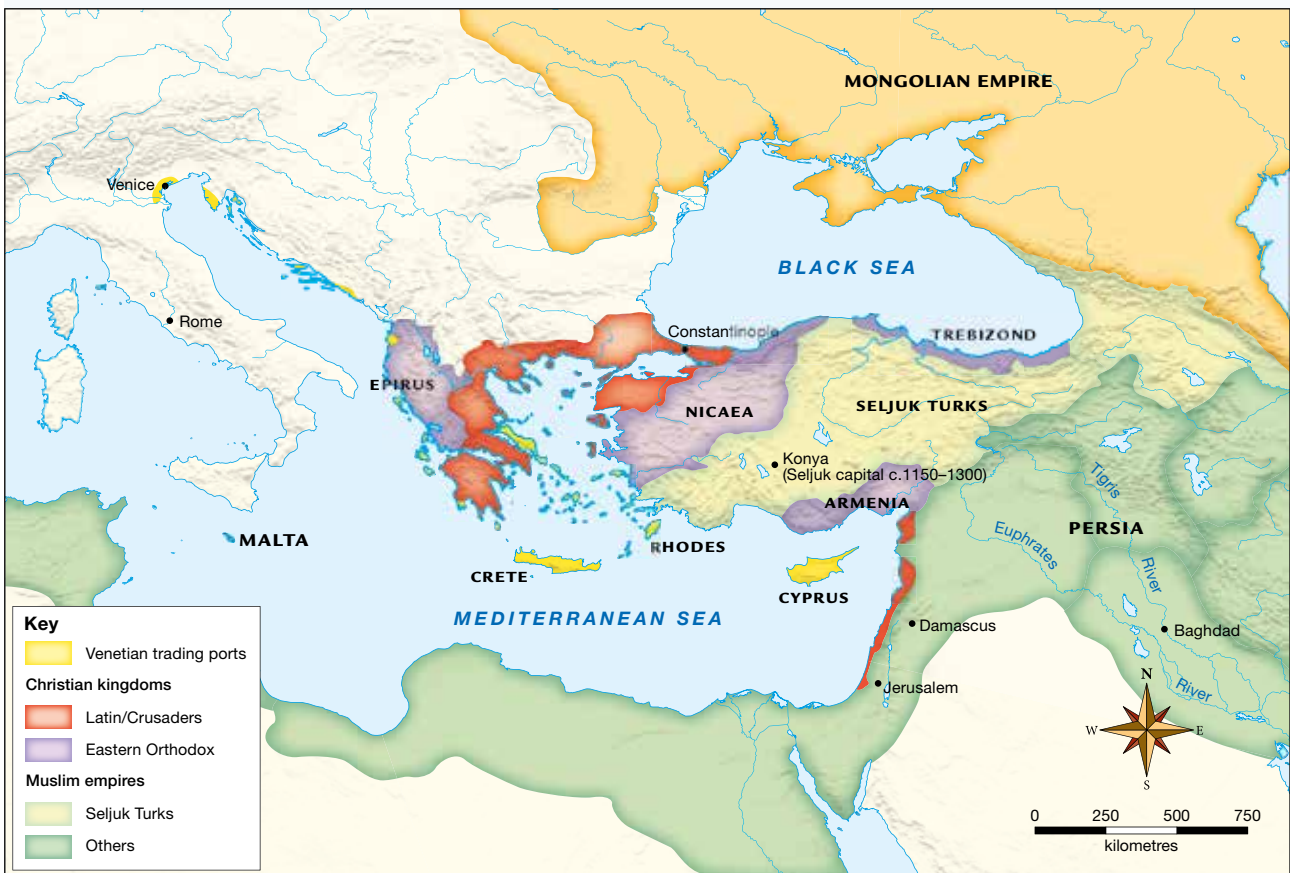 MONGOLIAN EMPIRE
Venice
BLACK SEA
Rome
Constantinople
TREBIZOND
EPIRUS
NICAEA
SELJUK TURKS
Konya
(Seljuk capital c.1150–1300)
Tigris
River
ARMENIA
PERSIA
Euphrates
River
MALTA
RHODES
CRETE
CYPRUS
MEDITERRANEAN SEA
Damascus
Baghdad
Jerusalem
Key
Venetian trading ports
Christian kingdoms
Latin/Crusaders
Eastern Orthodox
Muslim empires
Seljuk Turks
Others
N
W
E
S
0 250 500 750
kilometres